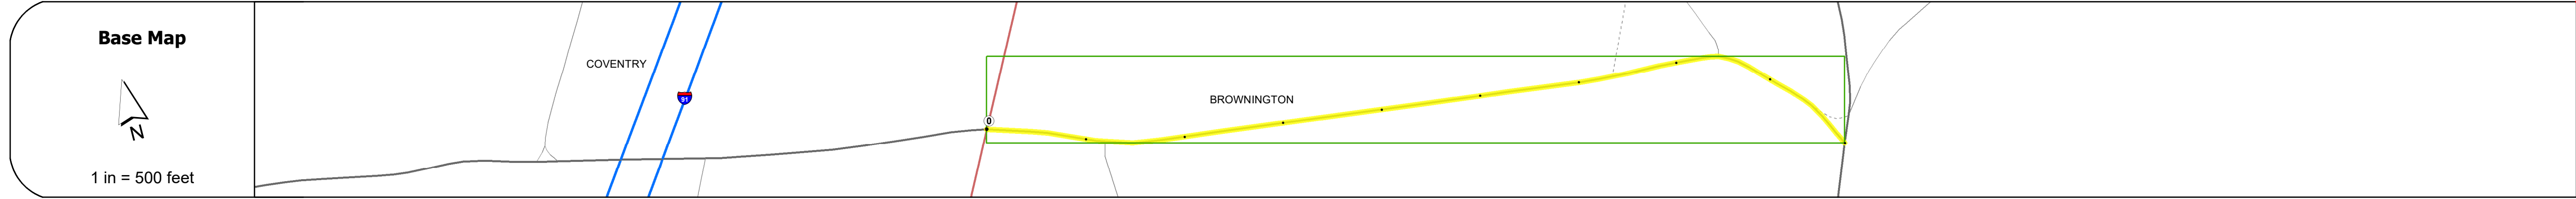 Base Map
N
1 in = 500 feet
COVENTRY
91
0
BROWNINGTON